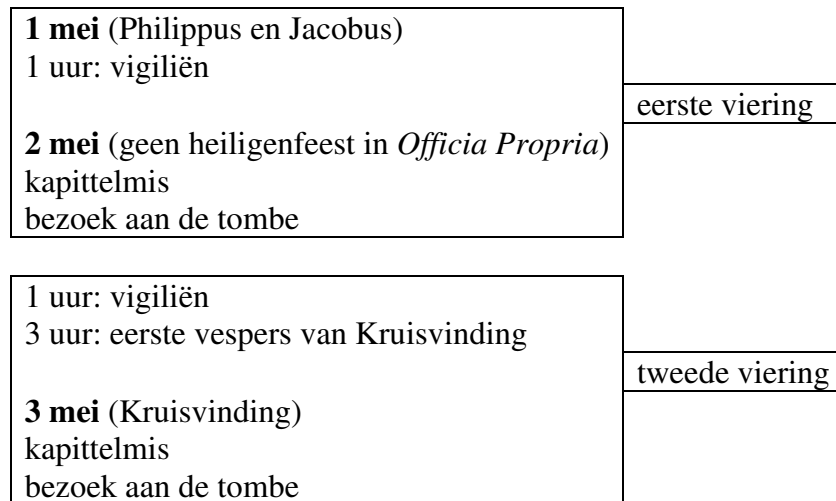 1 mei (Philippus en Jacobus)
1 uur: vigiliën
eerste viering
2 mei (geen heiligenfeest in Officia Propria)
kapittelmis
bezoek aan de tombe
1 uur: vigiliën
3 uur: eerste vespers van Kruisvinding
tweede viering
3 mei (Kruisvinding)
kapittelmis
bezoek aan de tombe